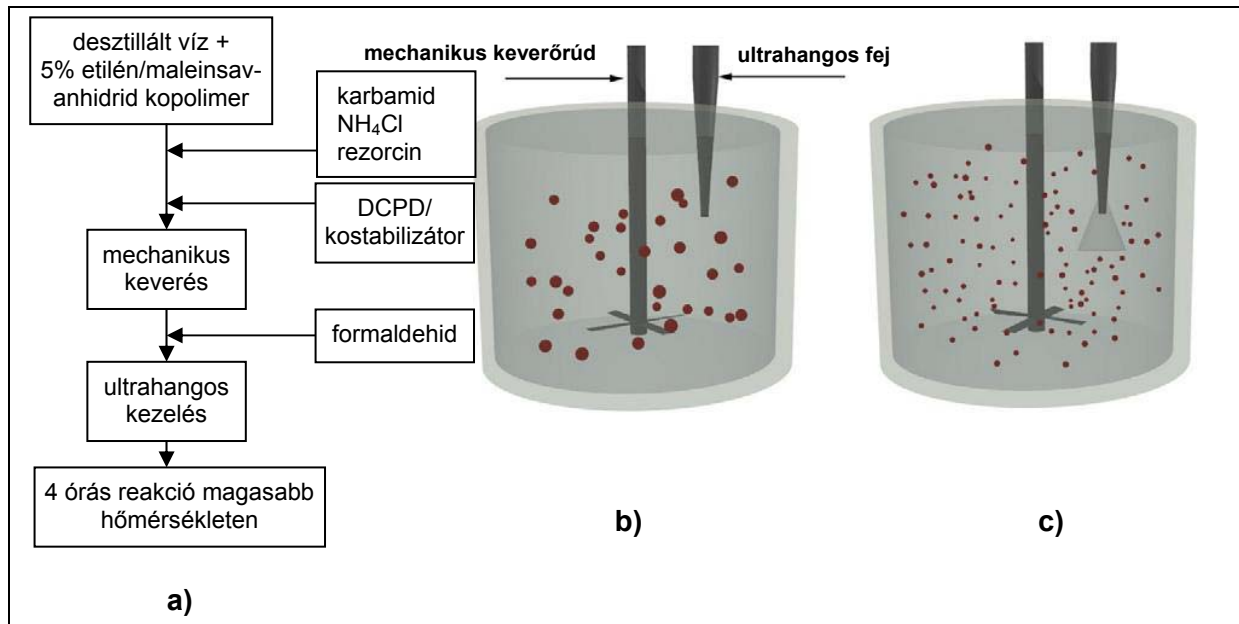 desztillált víz +
5% etilén/maleinsav-
anhidrid kopolimer
karbamid
NH₄Cl
rezorcin
DCPD/
kostabilizátor
mechanikus
keverés
formaldehid
ultrahangos
kezelés
4 órás reakció magasabb
hőmérsékleten
a)
mechanikus keverőrúd
ultrahangos fej
b)
c)